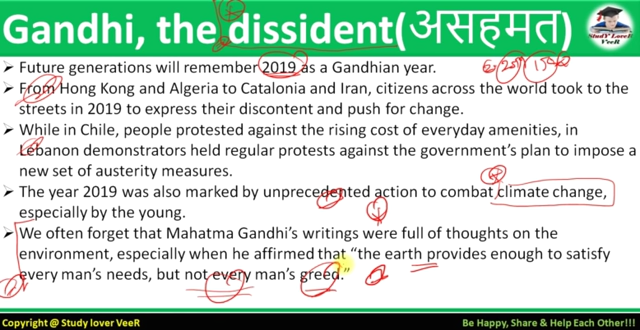 Gandhi, the dissident(असहमत)
StudY LoveR
VeeR
➢ Future generations will remember 2019 as a Gandhian year.
➢ From Hong Kong and Algeria to Catalonia and Iran, citizens across the world took to the
streets in 2019 to express their discontent and push for change.
➢ While in Chile, people protested against the rising cost of everyday amenities, in
Lebanon demonstrators held regular protests against the government's plan to impose a
new set of austerity measures.
➢ The year 2019 was also marked by unprecedented action to combat climate change,
especially by the young.
➢ We often forget that Mahatma Gandhi's writings were full of thoughts on the
environment, especially when he affirmed that “the earth provides enough to satisfy
every man's needs, but not every man's greed.”
Copyright @ Study lover VeeR
Be Happy, Share & Help Each Other!!!